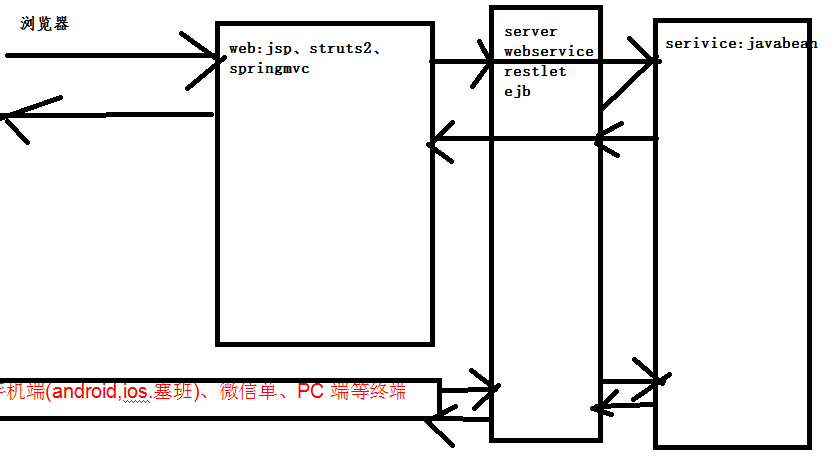 浏览器
web:jsp、struts2、
springmvc
server
webservice
restlet
ejb
serivice:javabean
机端(android,ios.塞班)、微信单、PC 端等终端